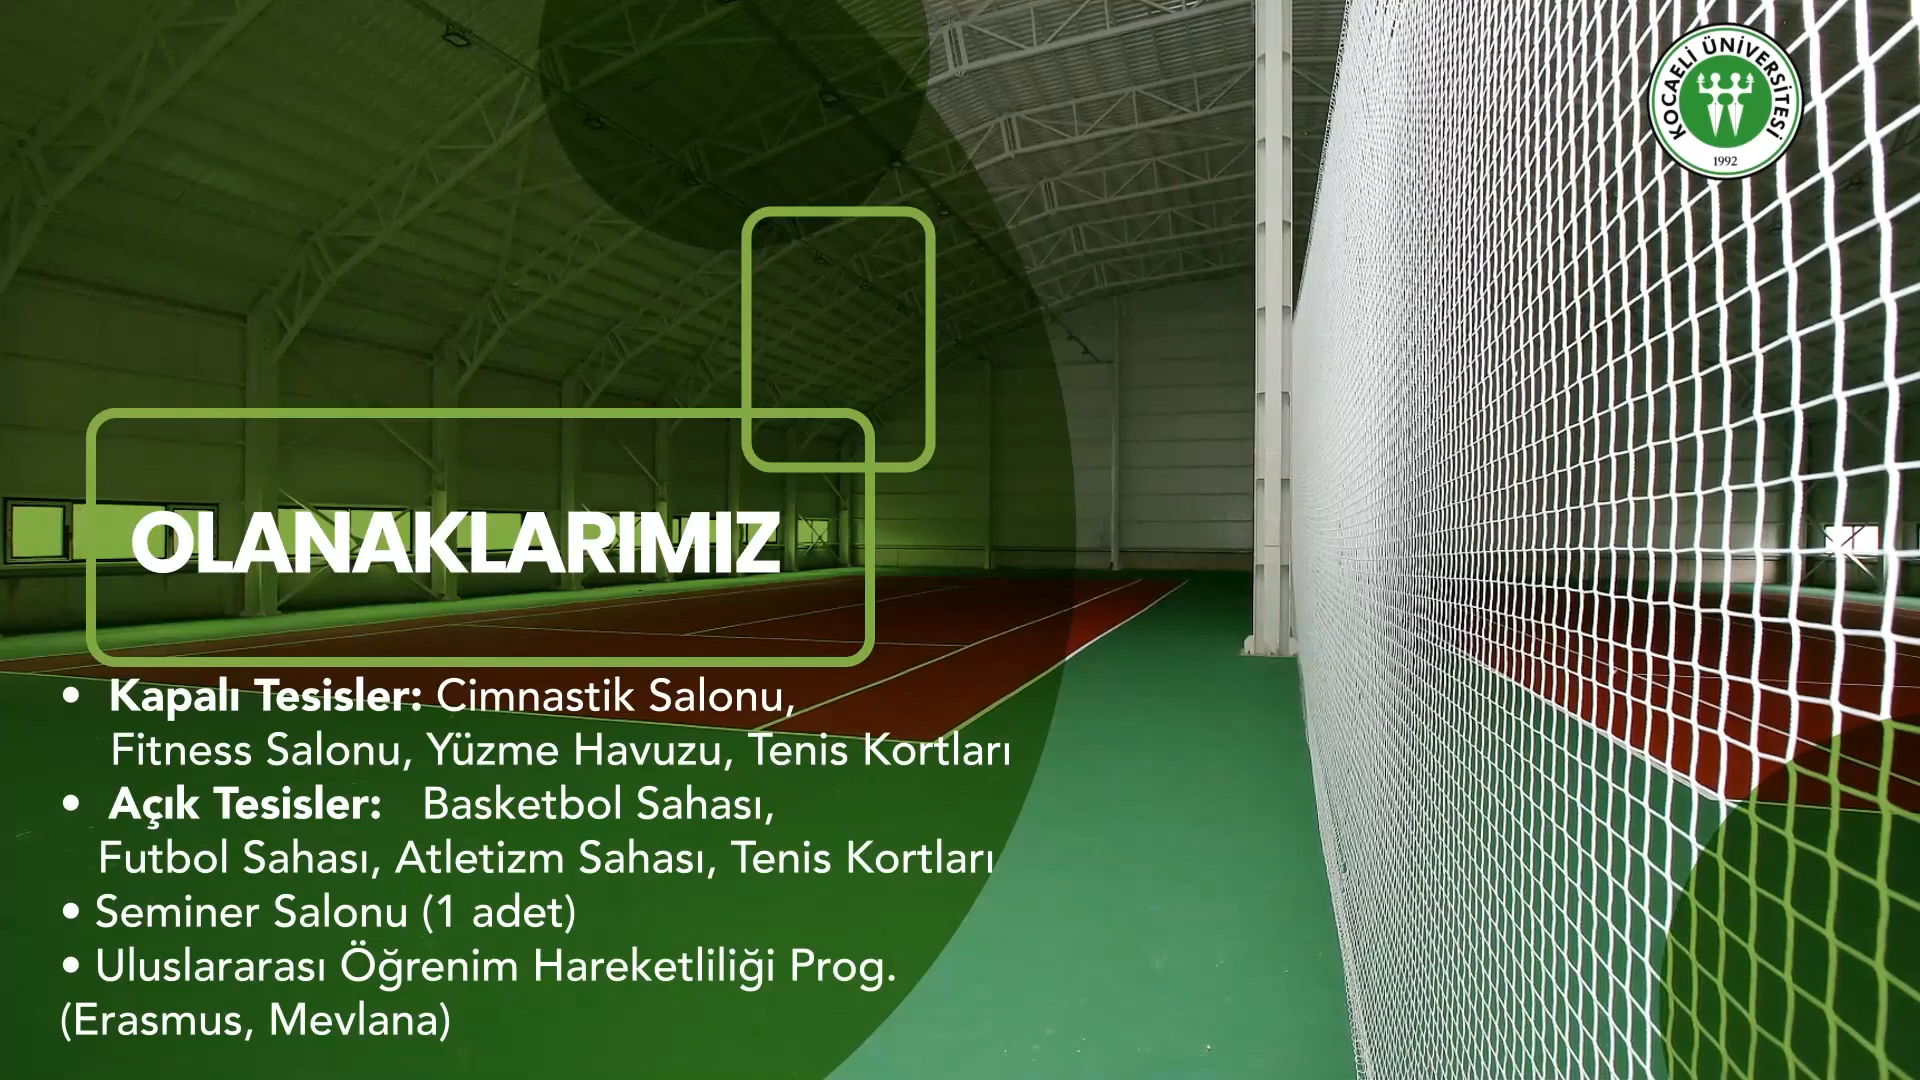 KOCAELİ ÜNİVERSİTESİ
1992
OLANAKLARIMIZ
• Kapalı Tesisler: Cimnastik Salonu,
Fitness Salonu, Yüzme Havuzu, Tenis Kortları
• Açık Tesisler: Basketbol Sahası,
Futbol Sahası, Atletizm Sahası, Tenis Kortları
• Seminer Salonu (1 adet)
• Uluslararası Öğrenim Hareketliliği Prog.
(Erasmus, Mevlana)